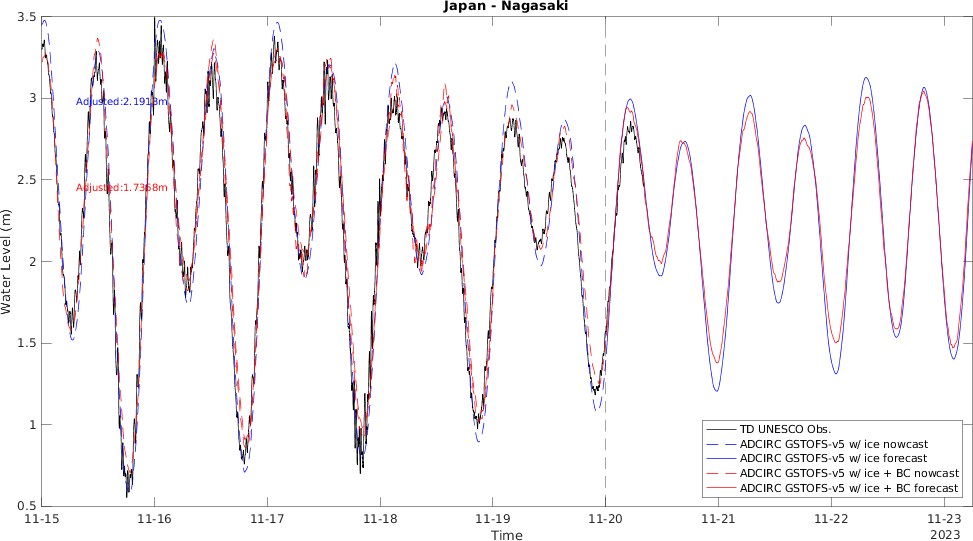 Japan - Nagasaki
3.5
3
2.5
2
1.5
1
0.5
Water Level (m)
Adjusted:2.1913m
Adjusted:1.7368m
TD UNESCO Obs.
ADCIRC GSTOFS-v5 w/ ice nowcast
ADCIRC GSTOFS-v5 w/ ice forecast
ADCIRC GSTOFS-v5 w/ ice + BC nowcast
ADCIRC GSTOFS-v5 w/ ice + BC forecast
11-15 11-16 11-17 11-18 11-19 11-20 11-21 11-22 11-23
2023
Time